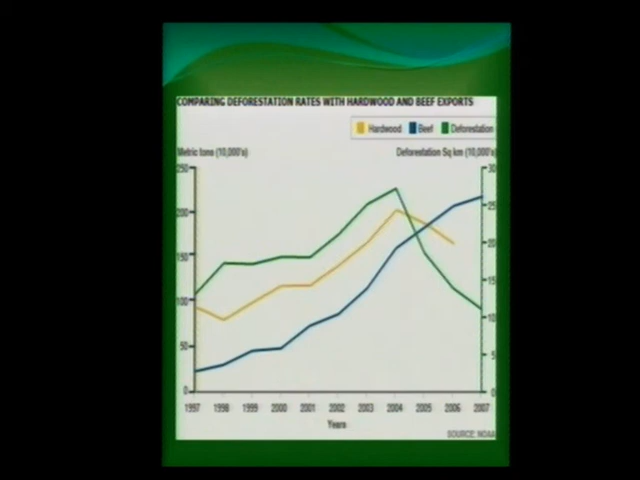 COMPARING DEFORESTATION RATES WITH HARDWOOD AND BEEF EXPORTS
Hardwood Beef Deforestation
Metric tons (10,000's) Deforestation Sq km (10,000's)
250 30
200 25
150 20
100 15
50 10
0 5
0
1997 1998 1999 2000 2001 2002 2003 2004 2005 2006 2007
Years
SOURCE: NOAA